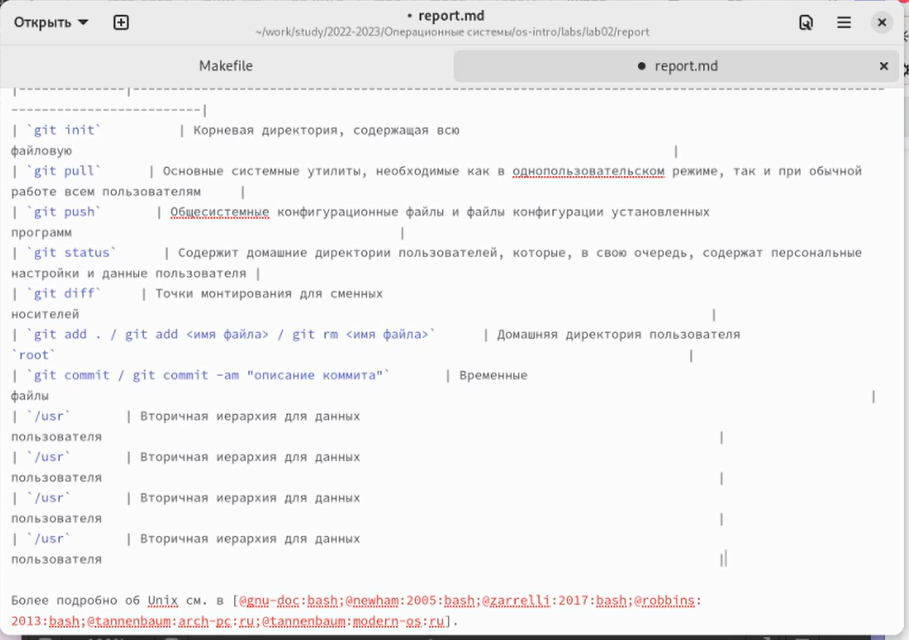 Открыть
• report.md
~/work/study/2022-2023/Операционные системы/os-intro/labs/lab02/report
Makefile
● report.md
-------------------------|
| `git init` | Корневая директория, содержащая всю
файловую |
| `git pull` | Основные системные утилиты, необходимые как в однопользовательском режиме, так и при обычной
работе всем пользователям |
| `git push` | Общесистемные конфигурационные файлы и файлы конфигурации установленных
программ |
| `git status` | Содержит домашние директории пользователей, которые, в свою очередь, содержат персональные
настройки и данные пользователя |
| `git diff` | Точки монтирования для сменных
носителей |
| `git add . / git add <имя файла> / git rm <имя файла>` | Домашняя директория пользователя
`root` |
| `git commit / git commit -am "описание коммита"` | Временные
файлы |
| `/usr` | Вторичная иерархия для данных
пользователя |
| `/usr` | Вторичная иерархия для данных
пользователя |
| `/usr` | Вторичная иерархия для данных
пользователя |
| `/usr` | Вторичная иерархия для данных
пользователя |
Более подробно об Unix см. в [@gnu-doc:bash;@newham:2005:bash;@zarrelli:2017:bash;@robbins:
2013:bash;@tannenbaum:arch-pc:ru;@tannenbaum:modern-os:ru].